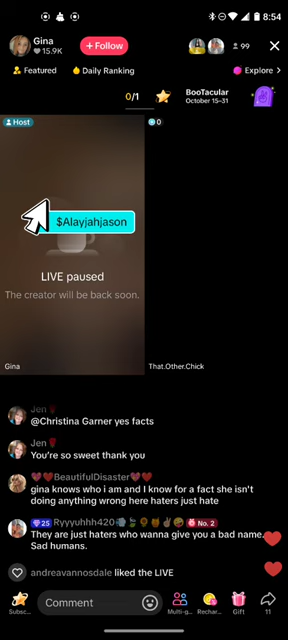 8:54
Gina
15.9K
+ Follow
99
Featured
Daily Ranking
Explore >
0/1
BooTacular
October 15–31
Host
0
$Alayjahjason
LIVE paused
The creator will be back soon.
Gina
That.Other.Chick
Jen
@Christina Garner yes facts
Jen
You're so sweet thank you
BeautifulDisaster
gina knows who i am and I know for a fact she isn't
doing anything wrong here haters just hate
25 Ryyyuhhh420 No. 2
They are just haters who wanna give you a bad name.
Sad humans.
andreavannosdale liked the LIVE
Comment
Subsc...
Multi-g...
Rechar...
Gift
11